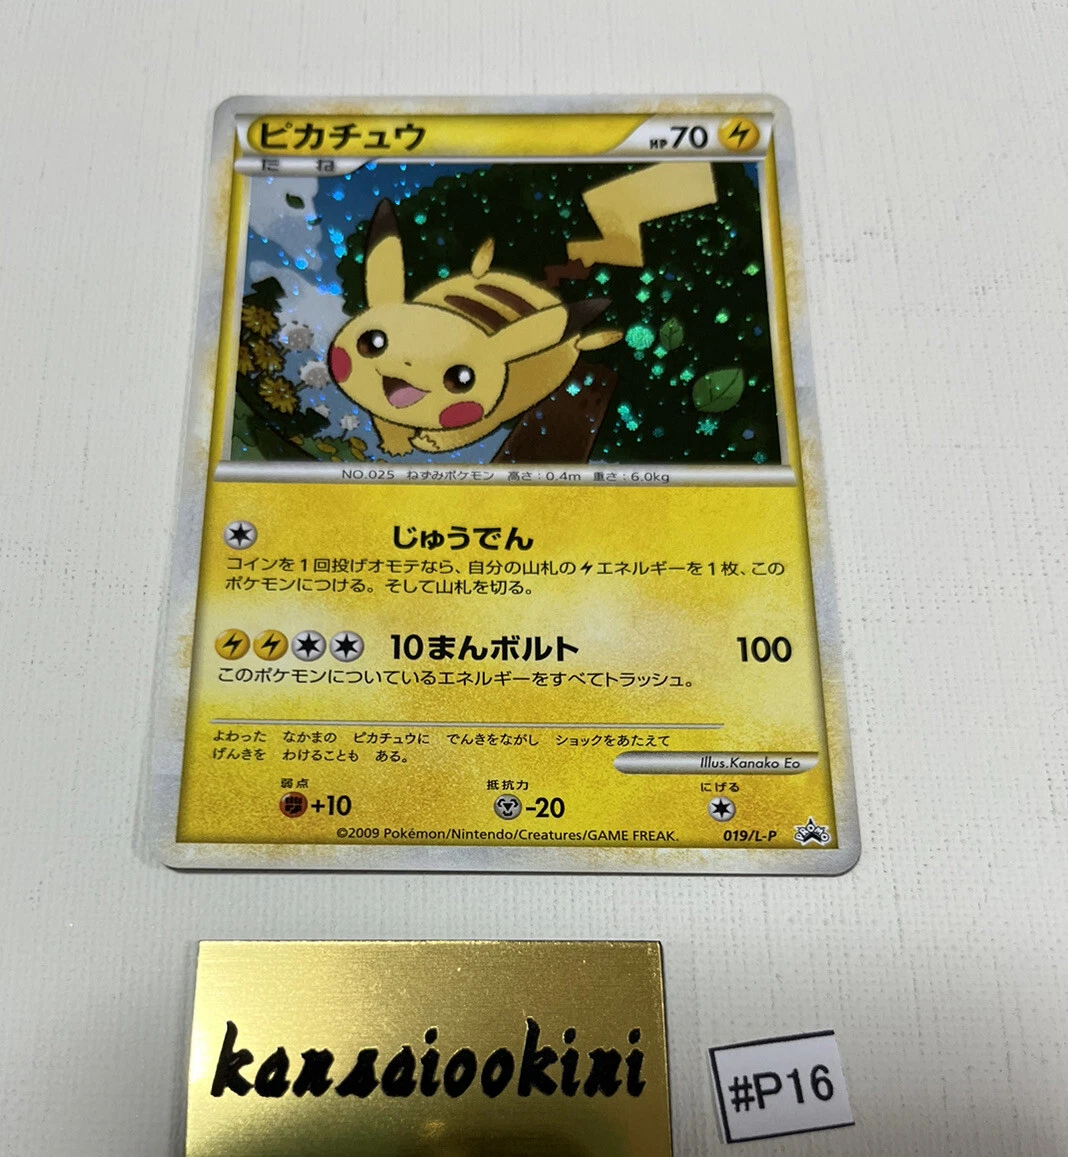 ピカチュウ HP70
たね
NO.025 ねずみポケモン 高さ：0.4m 重さ：6.0kg
じゅうでん
コインを１回投げオモテなら、自分の山札のエネルギーを１枚、この
ポケモンにつける。そして山札を切る。
10まんボルト 100
このポケモンについているエネルギーをすべてトラッシュ。
よわった なかまの ピカチュウに でんきをながし ショックをあたえて
げんきを わけることも ある。
Illus.Kanako Eo
弱点 抵抗力 にげる
+10 -20
©2009 Pokémon/Nintendo/Creatures/GAME FREAK. 019/L-P PROMO
kansaiookini
#P16